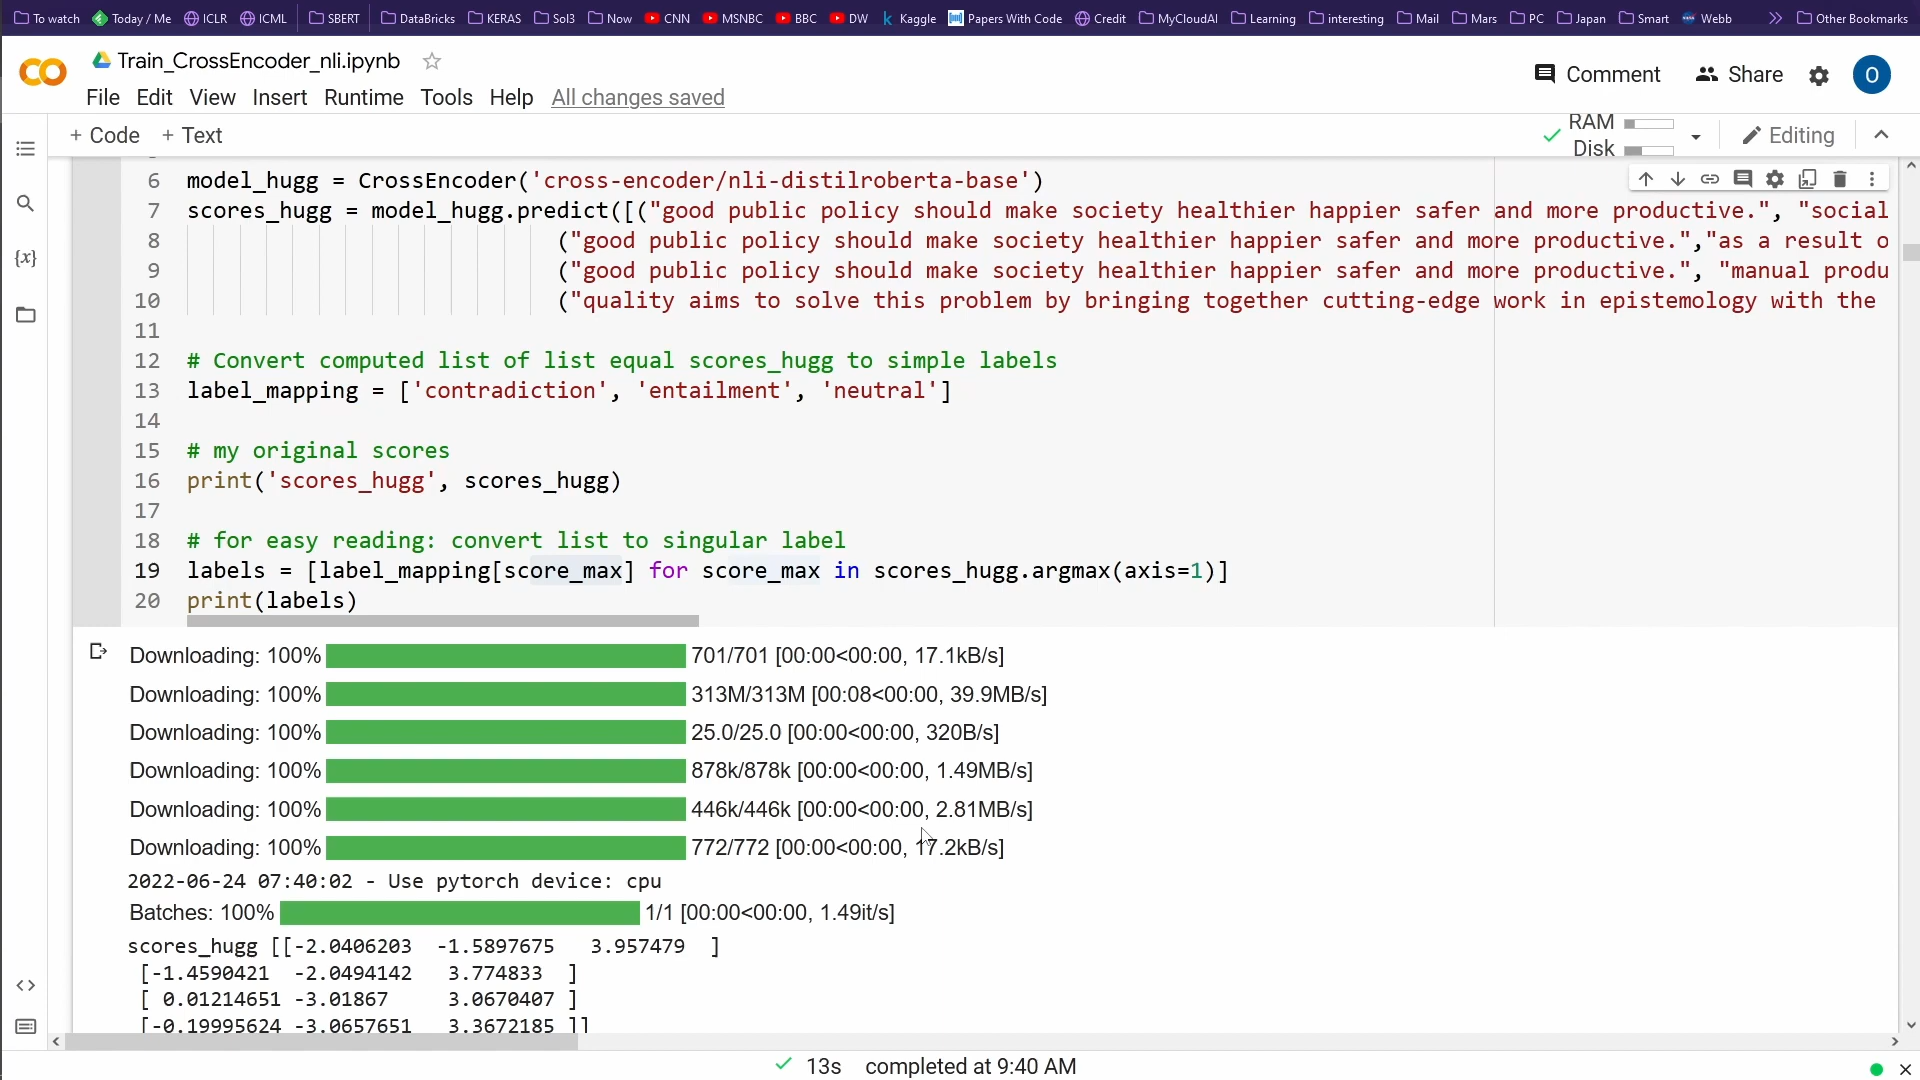 To watch Today / Me ICLR ICML SBERT DataBricks KERAS Sol3 Now CNN MSNBC BBC DW Kaggle Papers With Code Credit MyCloudAI Learning interesting Mail Mars PC Japan Smart Webb Other Bookmarks
Train_CrossEncoder_nli.ipynb
Comment Share O
File Edit View Insert Runtime Tools Help All changes saved
+ Code + Text
RAM
Disk
Editing
6 model_hugg = CrossEncoder('cross-encoder/nli-distilroberta-base')
7 scores_hugg = model_hugg.predict([("good public policy should make society healthier happier safer and more productive.", "social
8 ("good public policy should make society healthier happier safer and more productive.","as a result o
9 ("good public policy should make society healthier happier safer and more productive.", "manual produ
10 ("quality aims to solve this problem by bringing together cutting-edge work in epistemology with the
11
12 # Convert computed list of list equal scores_hugg to simple labels
13 label_mapping = ['contradiction', 'entailment', 'neutral']
14
15 # my original scores
16 print('scores_hugg', scores_hugg)
17
18 # for easy reading: convert list to singular label
19 labels = [label_mapping[score_max] for score_max in scores_hugg.argmax(axis=1)]
20 print(labels)
Downloading: 100% 701/701 [00:00<00:00, 17.1kB/s]
Downloading: 100% 313M/313M [00:08<00:00, 39.9MB/s]
Downloading: 100% 25.0/25.0 [00:00<00:00, 320B/s]
Downloading: 100% 878k/878k [00:00<00:00, 1.49MB/s]
Downloading: 100% 446k/446k [00:00<00:00, 2.81MB/s]
Downloading: 100% 772/772 [00:00<00:00, 17.2kB/s]
2022-06-24 07:40:02 - Use pytorch device: cpu
Batches: 100% 1/1 [00:00<00:00, 1.49it/s]
scores_hugg [[-2.0406203 -1.5897675 3.957479 ]
[-1.4590421 -2.0494142 3.774833 ]
[ 0.01214651 -3.01867 3.0670407 ]
[-0.19995624 -3.0657651 3.3672185 ]]
13s completed at 9:40 AM